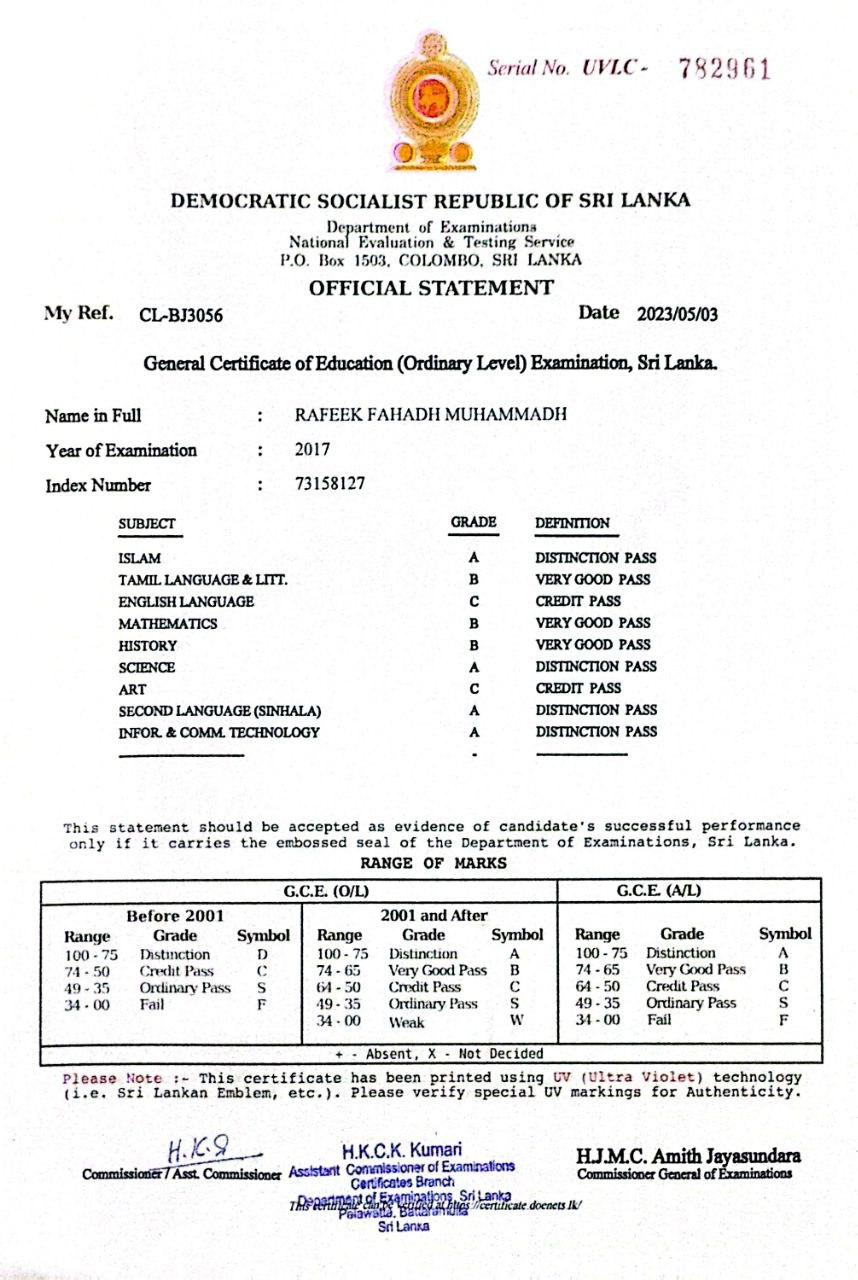 Serial No. UVLC - 782961
DEMOCRATIC SOCIALIST REPUBLIC OF SRI LANKA
Department of Examinations
National Evaluation & Testing Service
P.O. Box 1503, COLOMBO, SRI LANKA
OFFICIAL STATEMENT
My Ref. CL-BJ3056 Date 2023/05/03
General Certificate of Education (Ordinary Level) Examination, Sri Lanka.
Name in Full : RAFEEK FAHADH MUHAMMADH
Year of Examination : 2017
Index Number : 73158127
SUBJECT GRADE DEFINITION
ISLAM A DISTINCTION PASS
TAMIL LANGUAGE & LITT. B VERY GOOD PASS
ENGLISH LANGUAGE C CREDIT PASS
MATHEMATICS B VERY GOOD PASS
HISTORY B VERY GOOD PASS
SCIENCE A DISTINCTION PASS
ART C CREDIT PASS
SECOND LANGUAGE (SINHALA) A DISTINCTION PASS
INFOR. & COMM. TECHNOLOGY A DISTINCTION PASS
-
This statement should be accepted as evidence of candidate's successful performance
only if it carries the embossed seal of the Department of Examinations, Sri Lanka.
RANGE OF MARKS
G.C.E. (O/L) G.C.E. (A/L)
Before 2001 2001 and After
Range Grade Symbol Range Grade Symbol Range Grade Symbol
100 - 75 Distinction D 100 - 75 Distinction A 100 - 75 Distinction A
74 - 50 Credit Pass C 74 - 65 Very Good Pass B 74 - 65 Very Good Pass B
49 - 35 Ordinary Pass S 64 - 50 Credit Pass C 64 - 50 Credit Pass C
34 - 00 Fail F 49 - 35 Ordinary Pass S 49 - 35 Ordinary Pass S
34 - 00 Weak W 34 - 00 Fail F
+ - Absent, X - Not Decided
Please Note :- This certificate has been printed using UV (Ultra Violet) technology
(i.e. Sri Lankan Emblem, etc.). Please verify special UV markings for Authenticity.
Commissioner / Asst. Commissioner
H.K.C.K. Kumari
Assistant Commissioner of Examinations
Certificates Branch
Department of Examinations, Sri Lanka
This certificate can be verified at https://certificate.doenets.lk/
Pelawatta, Battaramulla
Sri Lanka
H.J.M.C. Amith Jayasundara
Commissioner General of Examinations